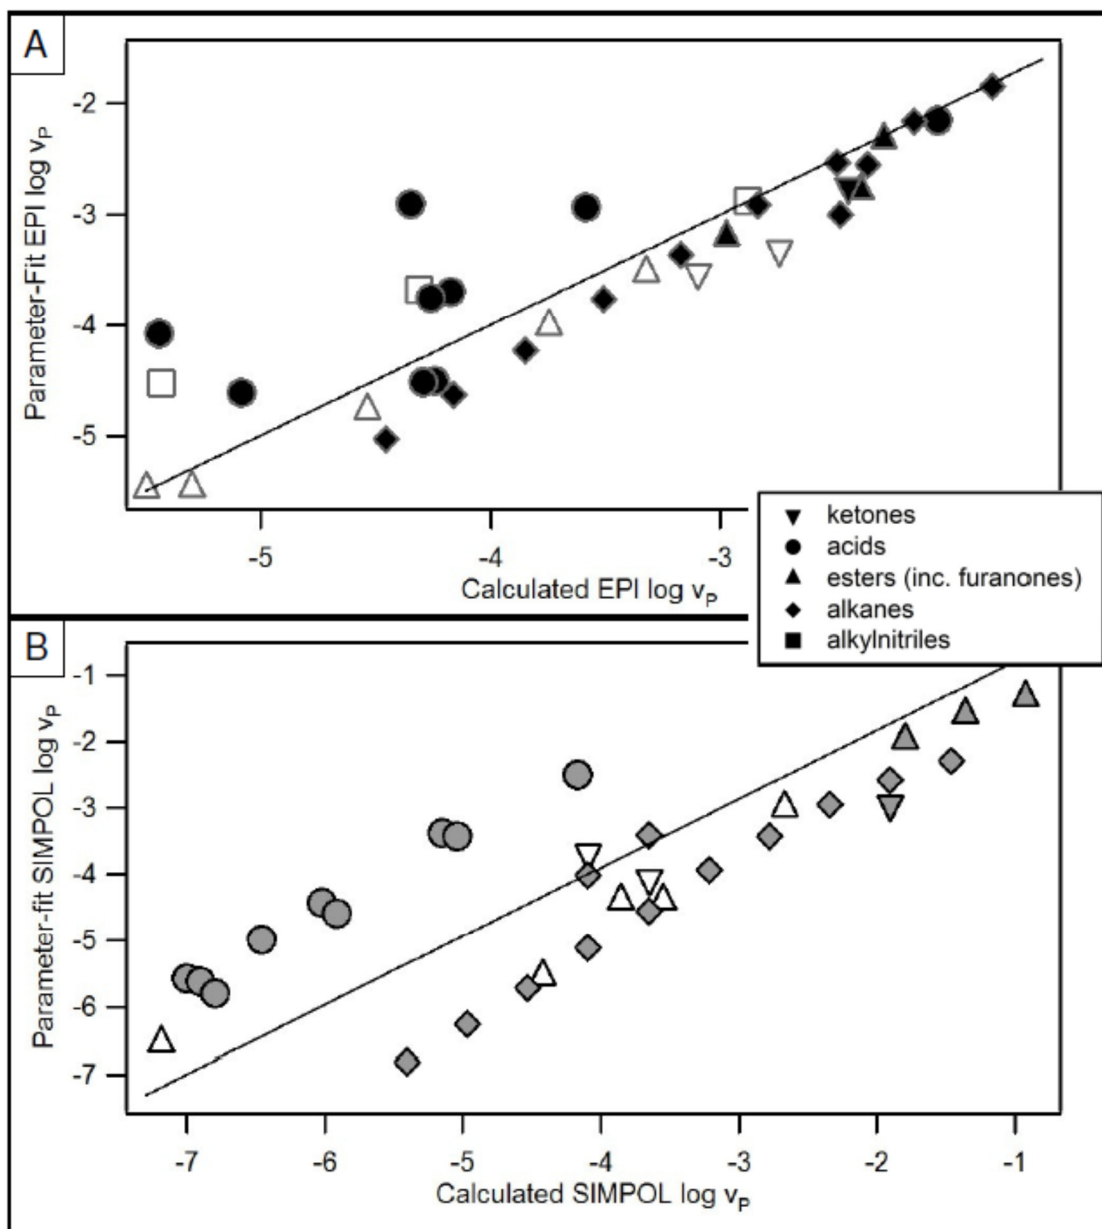 A
Parameter-Fit EPI log vP
-2
-3
-4
-5
-5
-4
-3
Calculated EPI log vP
ketones
acids
esters (inc. furanones)
alkanes
alkylnitriles
B
Parameter-fit SIMPOL log vP
-1
-2
-3
-4
-5
-6
-7
-7
-6
-5
-4
-3
-2
-1
Calculated SIMPOL log vP